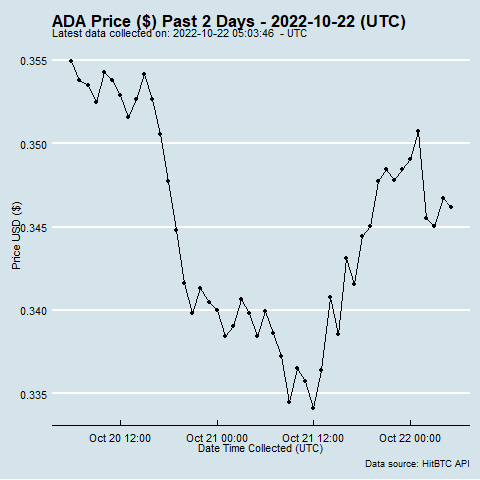 ADA Price ($) Past 2 Days - 2022-10-22 (UTC)
Latest data collected on: 2022-10-22 05:03:46 - UTC
0.355
0.350
0.345
0.340
0.335
Price USD ($)
Oct 20 12:00 Oct 21 00:00 Oct 21 12:00 Oct 22 00:00
Date Time Collected (UTC)
Data source: HitBTC API